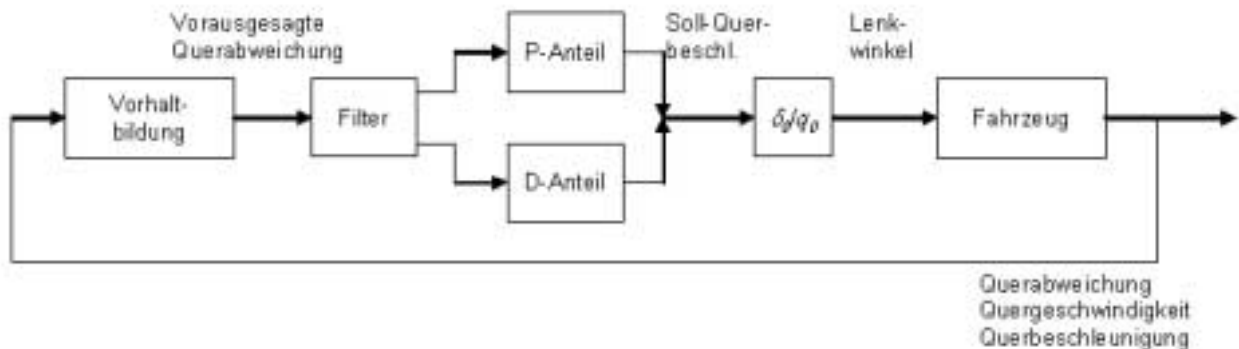 Vorausgesagte
Querabweichung
P-Anteil
Soll-Quer-
beschl.
Lenk-
winkel
Vorhalt-
bildung
Filter
δ₀/q₀
Fahrzeug
D-Anteil
Querabweichung
Quergeschwindigkeit
Querbeschleunigung